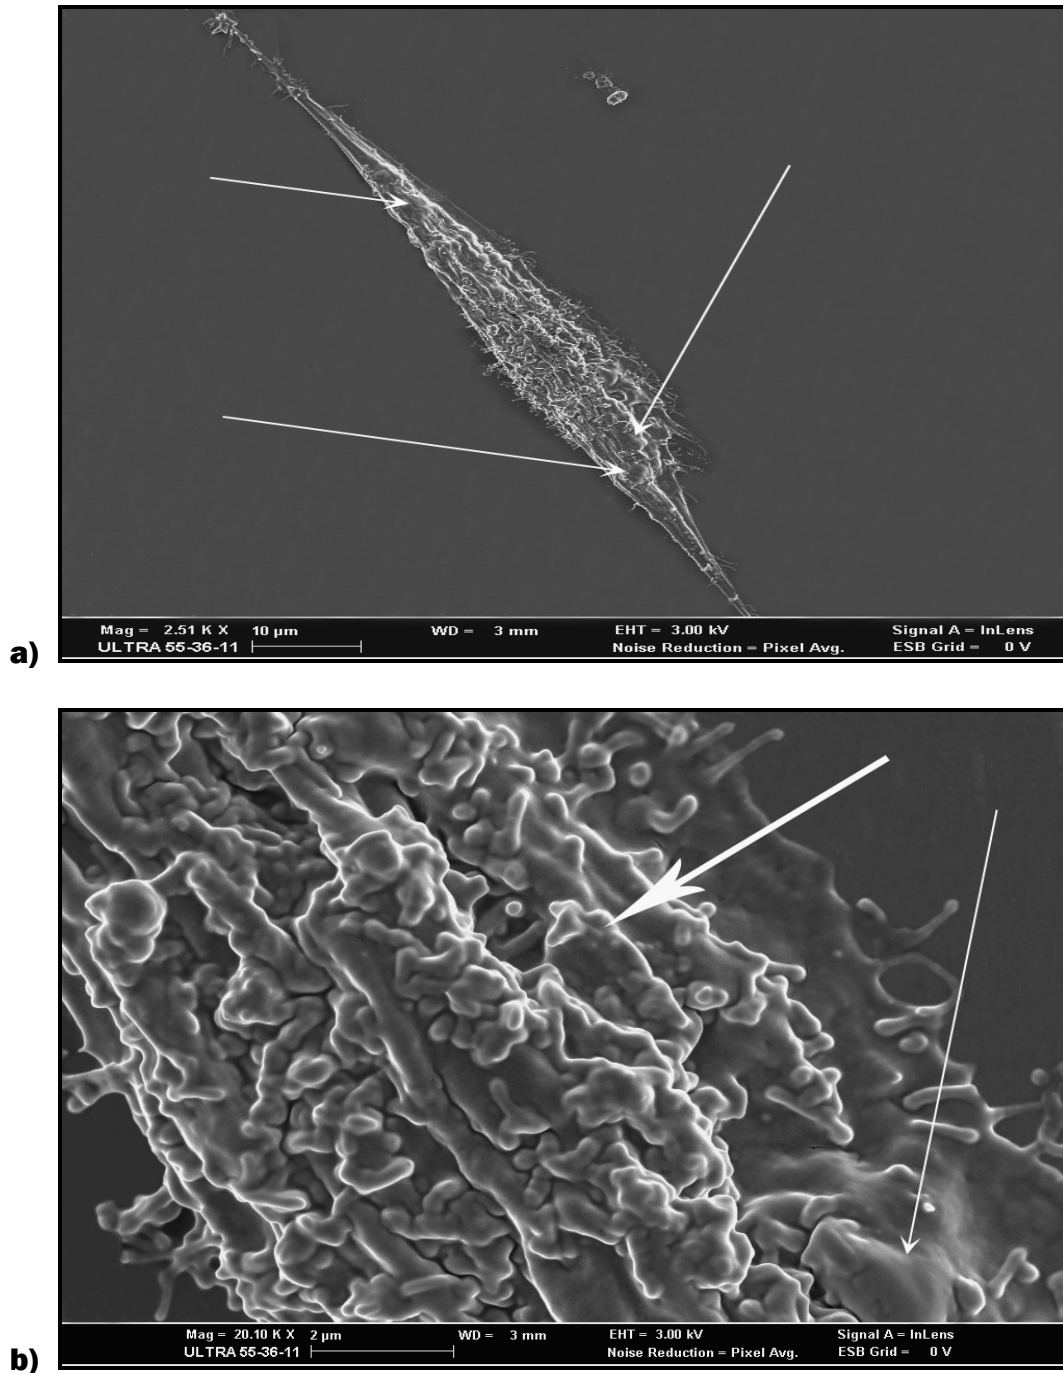 Mag = 2.51 K X 10 µm WD = 3 mm EHT = 3.00 kV Signal A = InLens
ULTRA 55-36-11 Noise Reduction = Pixel Avg. ESB Grid = 0 V
a)
Mag = 20.10 K X 2 µm WD = 3 mm EHT = 3.00 kV Signal A = InLens
ULTRA 55-36-11 Noise Reduction = Pixel Avg. ESB Grid = 0 V
b)